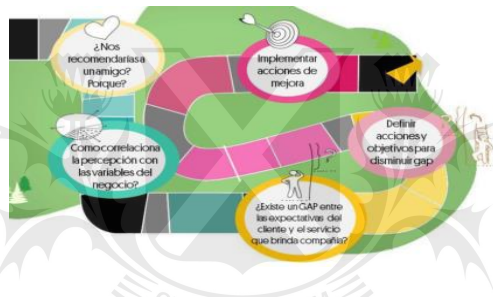 ¿Nos
recomendarías a
un amigo?
Porque?
Implementar
acciones de
mejora
Como correlaciona
la percepción con
las variables del
negocio?
Definir
acciones y
objetivos para
disminuir gap
¿Existe un GAP entre
las expectativas del
cliente y el servicio
que brinda compañía?